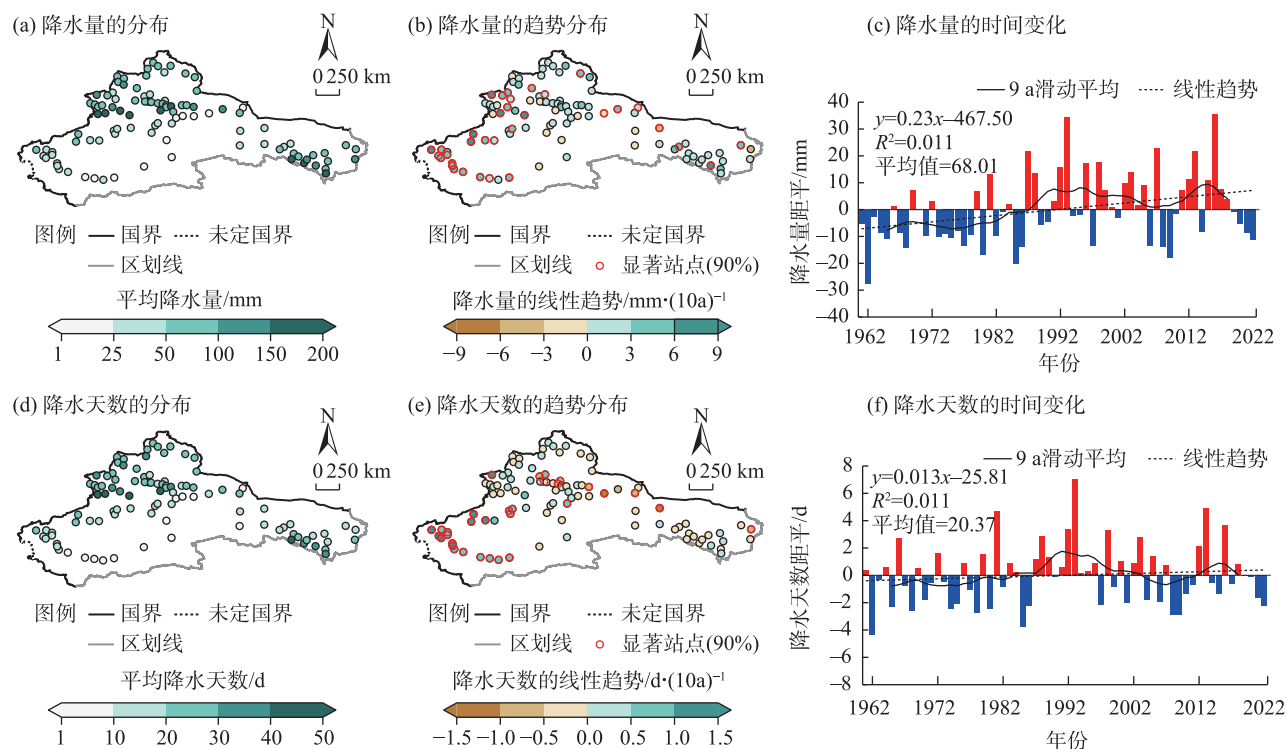 (a) 降水量的分布
N
0 250 km
图例 国界 未定国界
区划线
平均降水量/mm
1 25 50 100 150 200
(b) 降水量的趋势分布
N
0 250 km
图例 国界 未定国界
区划线 显著站点(90%)
降水量的线性趋势/mm·(10a)⁻¹
−9 −6 −3 0 3 6 9
(c) 降水量的时间变化
9 a滑动平均 线性趋势
y=0.23x−467.50
R²=0.011
平均值=68.01
降水量距平/mm
40
30
20
10
0
−10
−20
−30
−40
1962 1972 1982 1992 2002 2012 2022
年份
(d) 降水天数的分布
N
0 250 km
图例 国界 未定国界
区划线
平均降水天数/d
1 10 20 30 40 50
(e) 降水天数的趋势分布
N
0 250 km
图例 国界 未定国界
区划线 显著站点(90%)
降水天数的线性趋势/d·(10a)⁻¹
−1.5 −1.0 −0.5 0.0 0.5 1.0 1.5
(f) 降水天数的时间变化
9 a滑动平均 线性趋势
y=0.013x−25.81
R²=0.011
平均值=20.37
降水天数距平/d
8
6
4
2
0
−2
−4
−6
−8
1962 1972 1982 1992 2002 2012 2022
年份